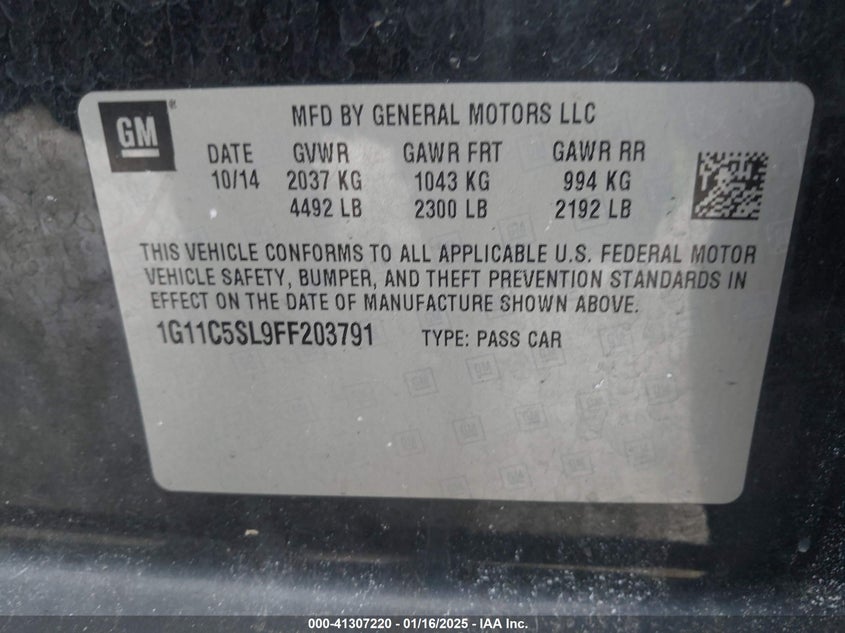 GM
®
MFD BY GENERAL MOTORS LLC
DATE GVWR GAWR FRT GAWR RR
10/14 2037 KG 1043 KG 994 KG
4492 LB 2300 LB 2192 LB
THIS VEHICLE CONFORMS TO ALL APPLICABLE U.S. FEDERAL MOTOR
VEHICLE SAFETY, BUMPER, AND THEFT PREVENTION STANDARDS IN
EFFECT ON THE DATE OF MANUFACTURE SHOWN ABOVE.
1G11C5SL9FF203791 TYPE: PASS CAR
000-41307220 - 01/16/2025 - IAA Inc.